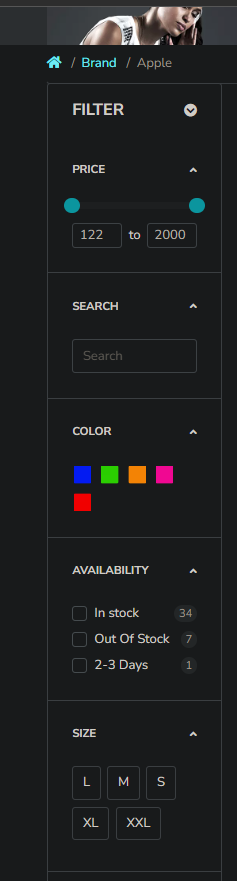 / Brand / Apple
FILTER
PRICE
122 to 2000
SEARCH
Search
COLOR
AVAILABILITY
In stock 34
Out Of Stock 7
2-3 Days 1
SIZE
L M S
XL XXL